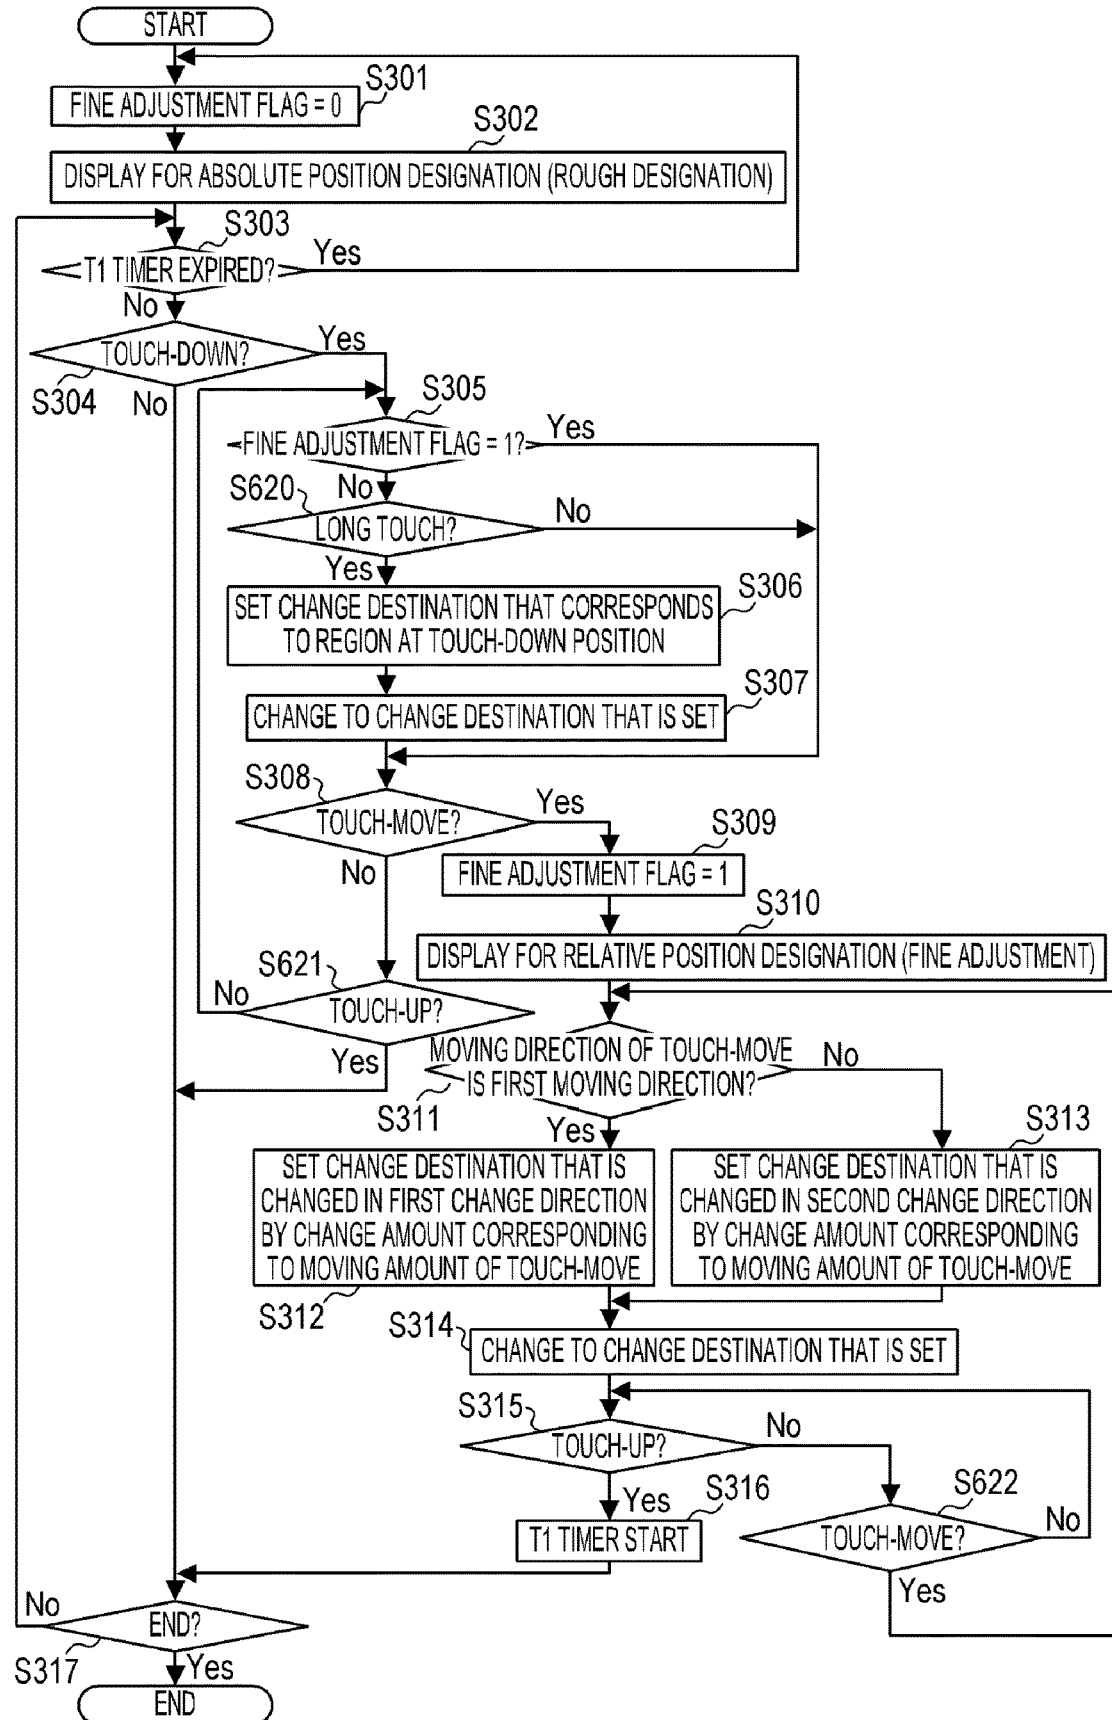 START
S301
FINE ADJUSTMENT FLAG = 0
S302
DISPLAY FOR ABSOLUTE POSITION DESIGNATION (ROUGH DESIGNATION)
S303
T1 TIMER EXPIRED?
Yes
No
TOUCH-DOWN?
Yes
S304
No
S305
FINE ADJUSTMENT FLAG = 1?
Yes
No
S620
LONG TOUCH?
No
Yes
S306
SET CHANGE DESTINATION THAT CORRESPONDS
TO REGION AT TOUCH-DOWN POSITION
S307
CHANGE TO CHANGE DESTINATION THAT IS SET
S308
TOUCH-MOVE?
Yes
No
S309
FINE ADJUSTMENT FLAG = 1
S310
DISPLAY FOR RELATIVE POSITION DESIGNATION (FINE ADJUSTMENT)
S621
TOUCH-UP?
No
Yes
MOVING DIRECTION OF TOUCH-MOVE
IS FIRST MOVING DIRECTION?
No
S311
Yes
SET CHANGE DESTINATION THAT IS
CHANGED IN FIRST CHANGE DIRECTION
BY CHANGE AMOUNT CORRESPONDING
TO MOVING AMOUNT OF TOUCH-MOVE
S312
S313
SET CHANGE DESTINATION THAT IS
CHANGED IN SECOND CHANGE DIRECTION
BY CHANGE AMOUNT CORRESPONDING
TO MOVING AMOUNT OF TOUCH-MOVE
S314
CHANGE TO CHANGE DESTINATION THAT IS SET
S315
TOUCH-UP?
No
Yes
S316
T1 TIMER START
S622
TOUCH-MOVE?
No
Yes
END?
No
S317
Yes
END